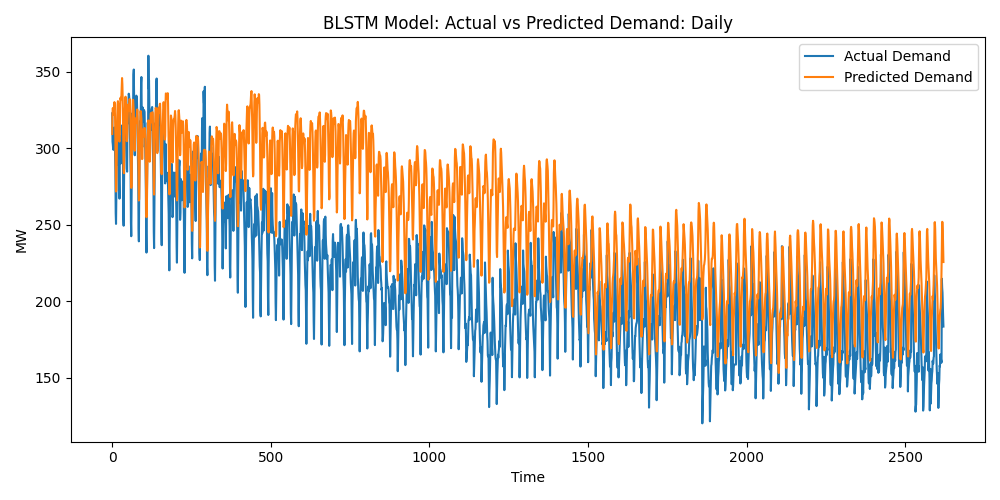 BLSTM Model: Actual vs Predicted Demand: Daily
Actual Demand
Predicted Demand
MW
350
300
250
200
150
0 500 1000 1500 2000 2500
Time